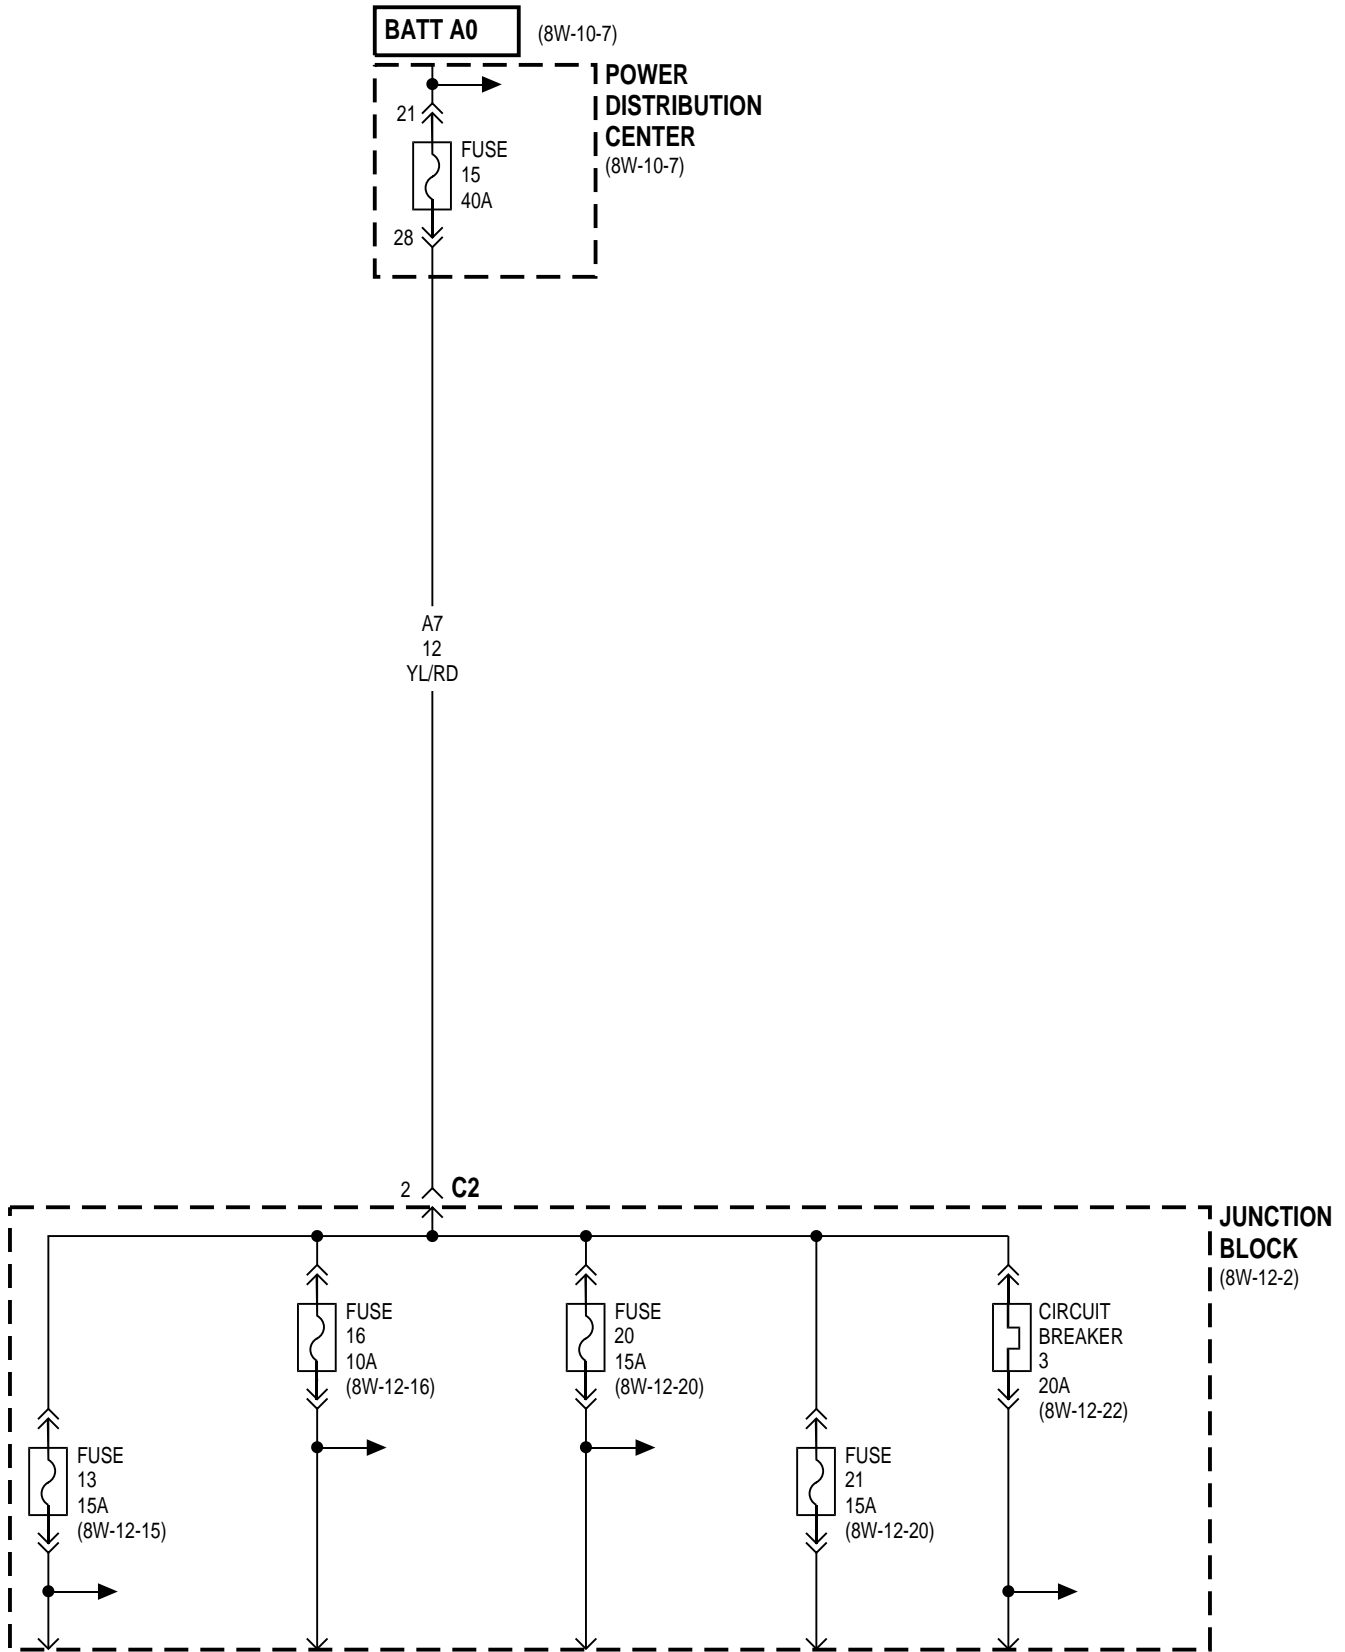 BATT A0
(8W-10-7)
POWER
DISTRIBUTION
CENTER
(8W-10-7)
21
FUSE
15
40A
28
A7
12
YL/RD
2
C2
JUNCTION
BLOCK
(8W-12-2)
FUSE
16
10A
(8W-12-16)
FUSE
20
15A
(8W-12-20)
CIRCUIT
BREAKER
3
20A
(8W-12-22)
FUSE
13
15A
(8W-12-15)
FUSE
21
15A
(8W-12-20)